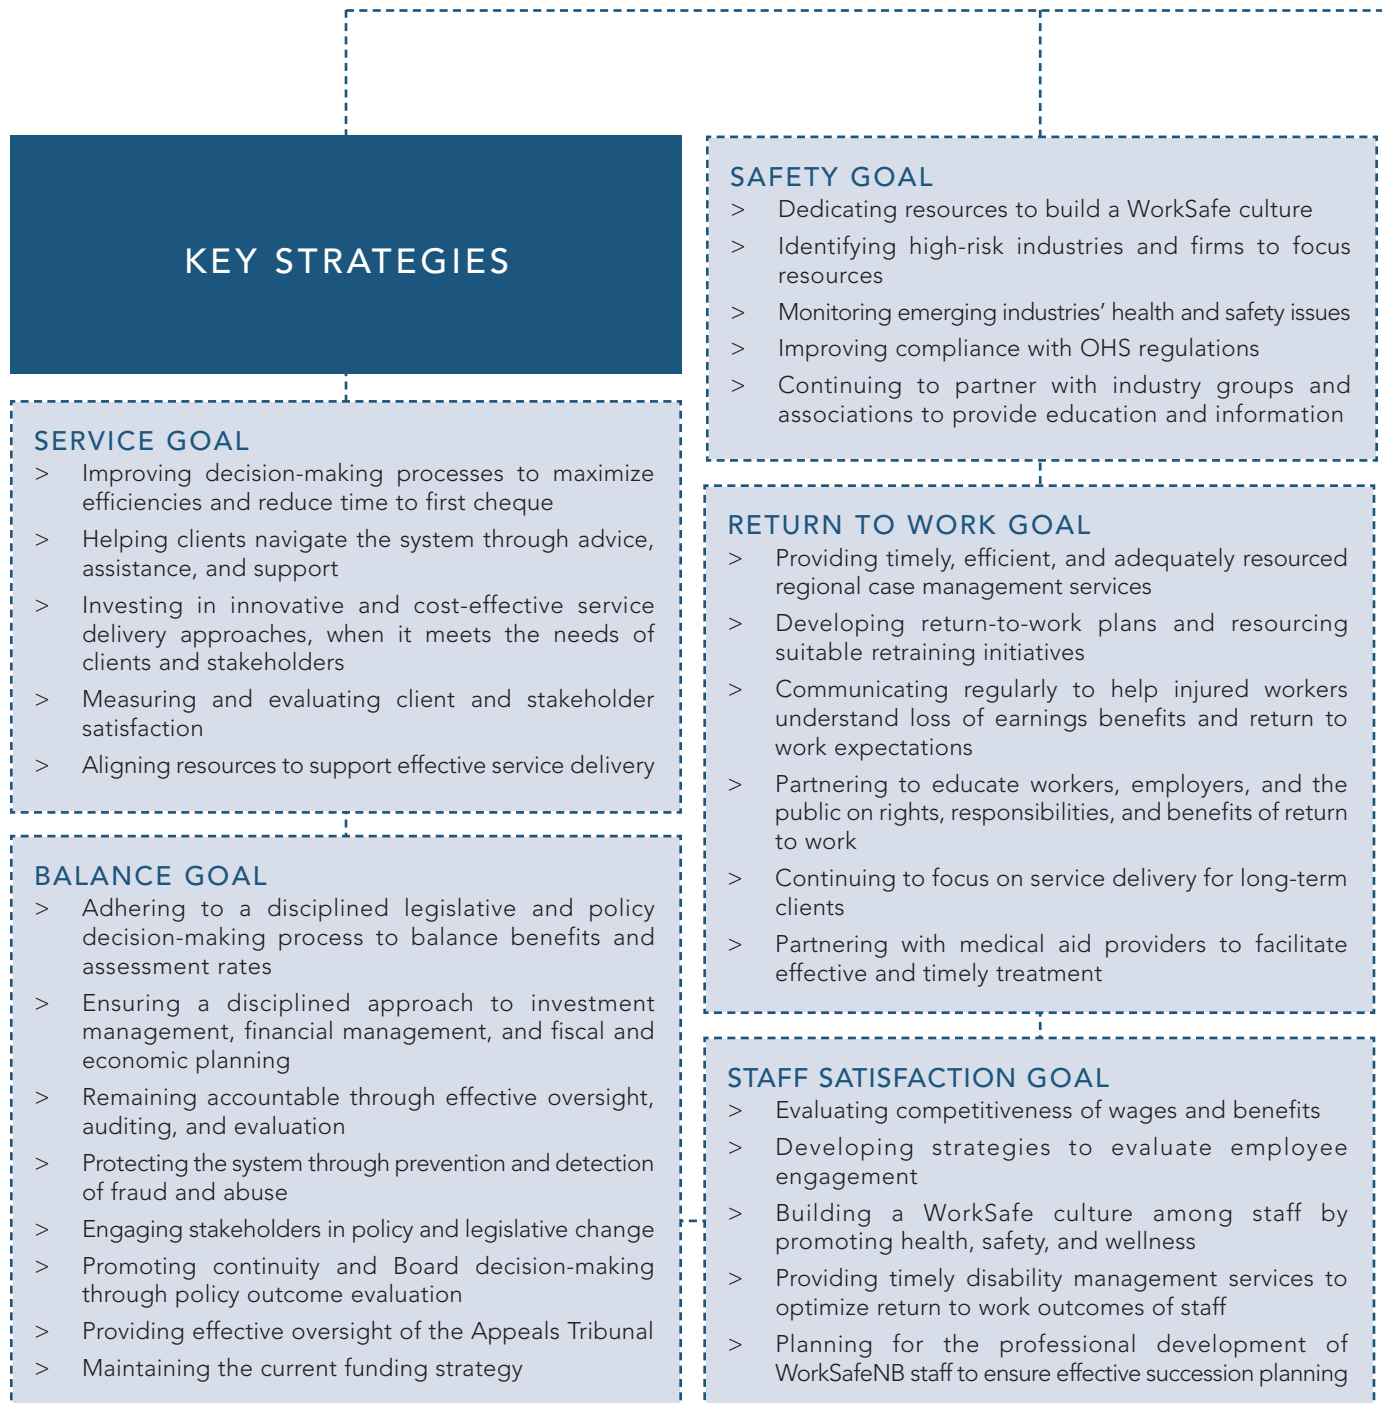 KEY STRATEGIES
SERVICE GOAL
> Improving decision-making processes to maximize
efficiencies and reduce time to first cheque
> Helping clients navigate the system through advice,
assistance, and support
> Investing in innovative and cost-effective service
delivery approaches, when it meets the needs of
clients and stakeholders
> Measuring and evaluating client and stakeholder
satisfaction
> Aligning resources to support effective service delivery
BALANCE GOAL
> Adhering to a disciplined legislative and policy
decision-making process to balance benefits and
assessment rates
> Ensuring a disciplined approach to investment
management, financial management, and fiscal and
economic planning
> Remaining accountable through effective oversight,
auditing, and evaluation
> Protecting the system through prevention and detection
of fraud and abuse
> Engaging stakeholders in policy and legislative change
> Promoting continuity and Board decision-making
through policy outcome evaluation
> Providing effective oversight of the Appeals Tribunal
> Maintaining the current funding strategy
SAFETY GOAL
> Dedicating resources to build a WorkSafe culture
> Identifying high-risk industries and firms to focus
resources
> Monitoring emerging industries’ health and safety issues
> Improving compliance with OHS regulations
> Continuing to partner with industry groups and
associations to provide education and information
RETURN TO WORK GOAL
> Providing timely, efficient, and adequately resourced
regional case management services
> Developing return-to-work plans and resourcing
suitable retraining initiatives
> Communicating regularly to help injured workers
understand loss of earnings benefits and return to
work expectations
> Partnering to educate workers, employers, and the
public on rights, responsibilities, and benefits of return
to work
> Continuing to focus on service delivery for long-term
clients
> Partnering with medical aid providers to facilitate
effective and timely treatment
STAFF SATISFACTION GOAL
> Evaluating competitiveness of wages and benefits
> Developing strategies to evaluate employee
engagement
> Building a WorkSafe culture among staff by
promoting health, safety, and wellness
> Providing timely disability management services to
optimize return to work outcomes of staff
> Planning for the professional development of
WorkSafeNB staff to ensure effective succession planning